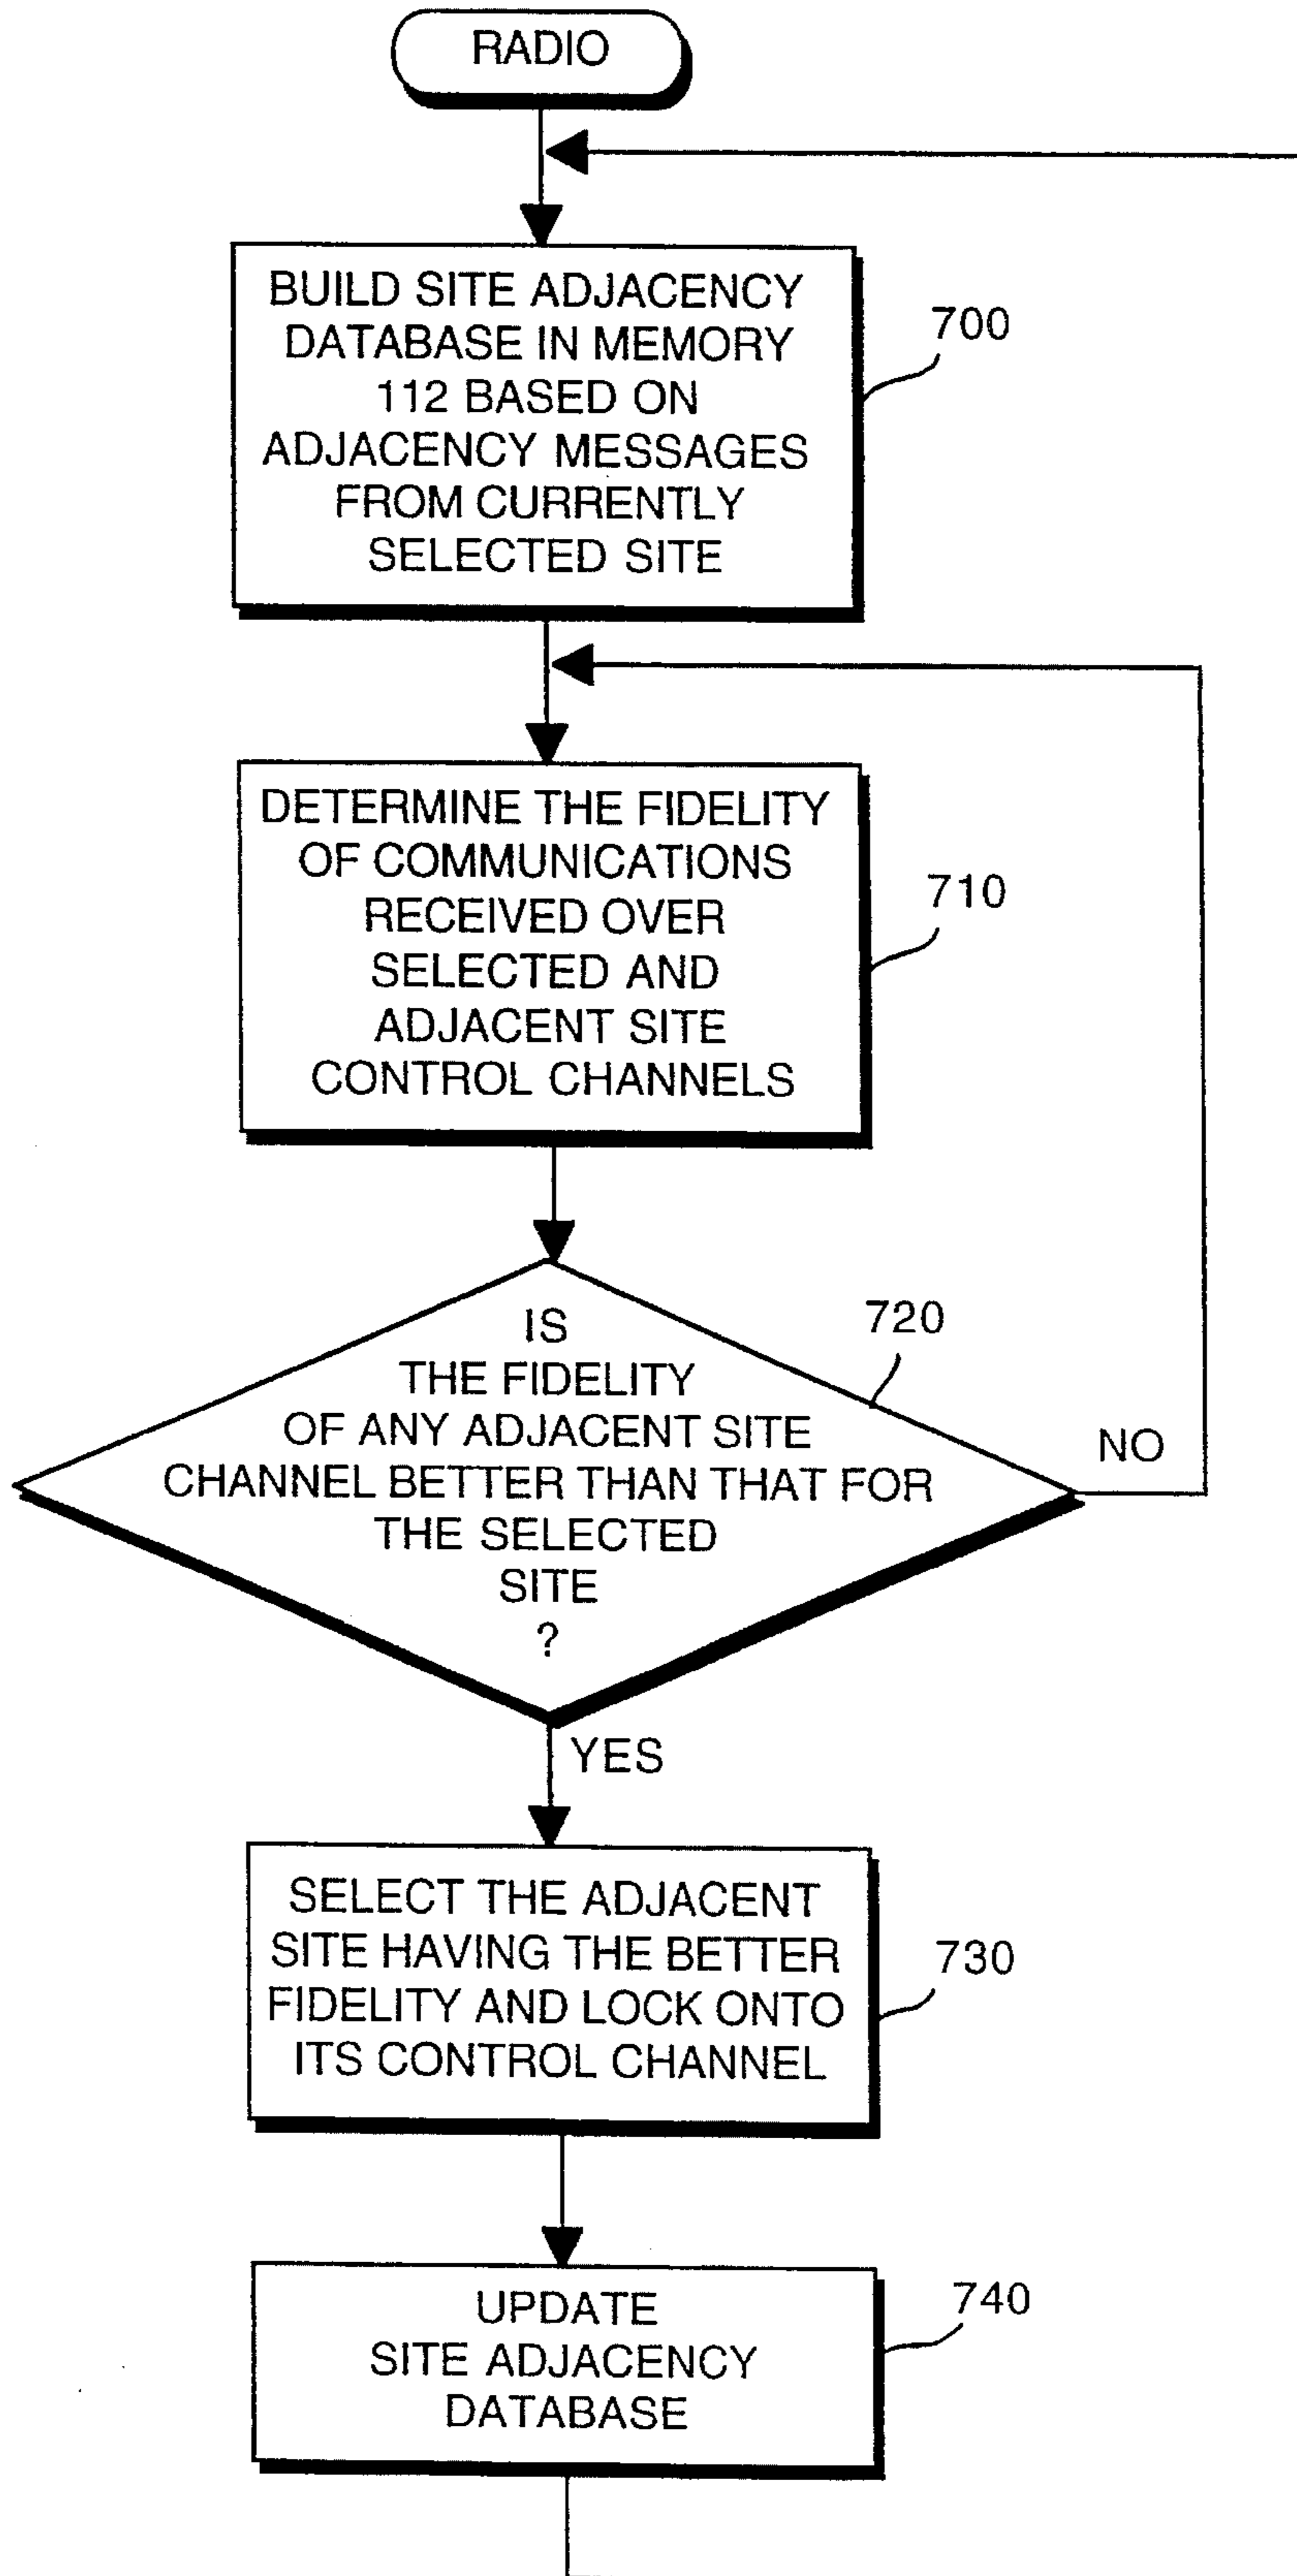 RADIO
BUILD SITE ADJACENCY
DATABASE IN MEMORY
112 BASED ON
ADJACENCY MESSAGES
FROM CURRENTLY
SELECTED SITE
700
DETERMINE THE FIDELITY
OF COMMUNICATIONS
RECEIVED OVER
SELECTED AND
ADJACENT SITE
CONTROL CHANNELS
710
IS
THE FIDELITY
OF ANY ADJACENT SITE
CHANNEL BETTER THAN THAT FOR
THE SELECTED
SITE
?
720
NO
YES
SELECT THE ADJACENT
SITE HAVING THE BETTER
FIDELITY AND LOCK ONTO
ITS CONTROL CHANNEL
730
UPDATE
SITE ADJACENCY
DATABASE
740